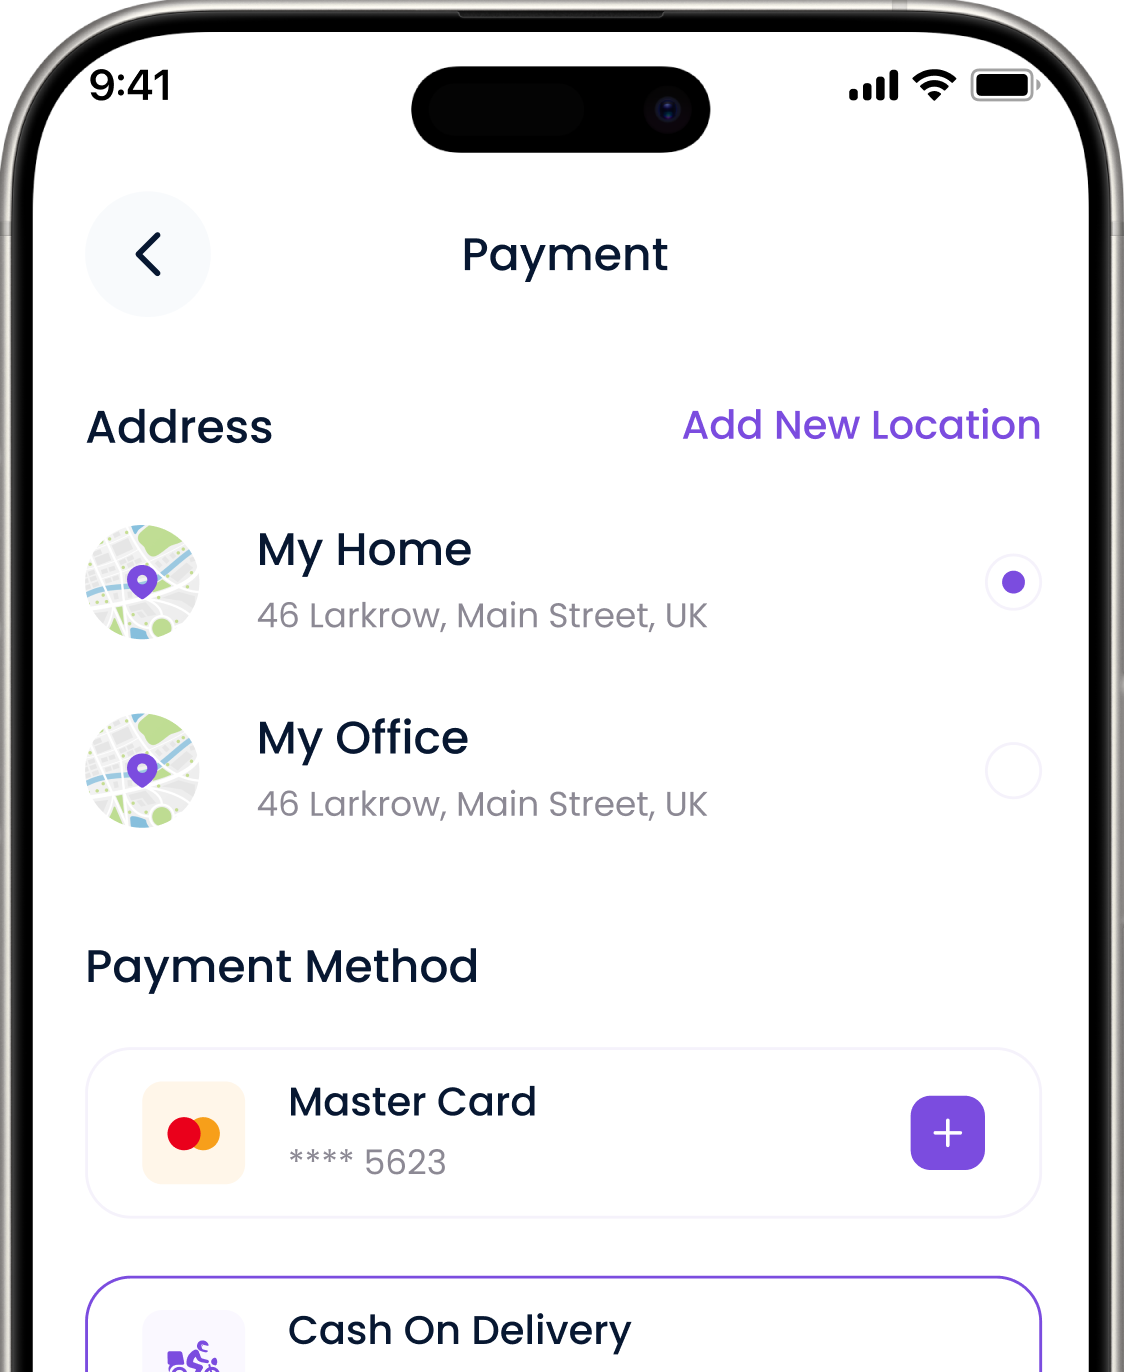 9:41
Payment
Address
Add New Location
My Home
46 Larkrow, Main Street, UK
My Office
46 Larkrow, Main Street, UK
Payment Method
Master Card
**** 5623
Cash On Delivery